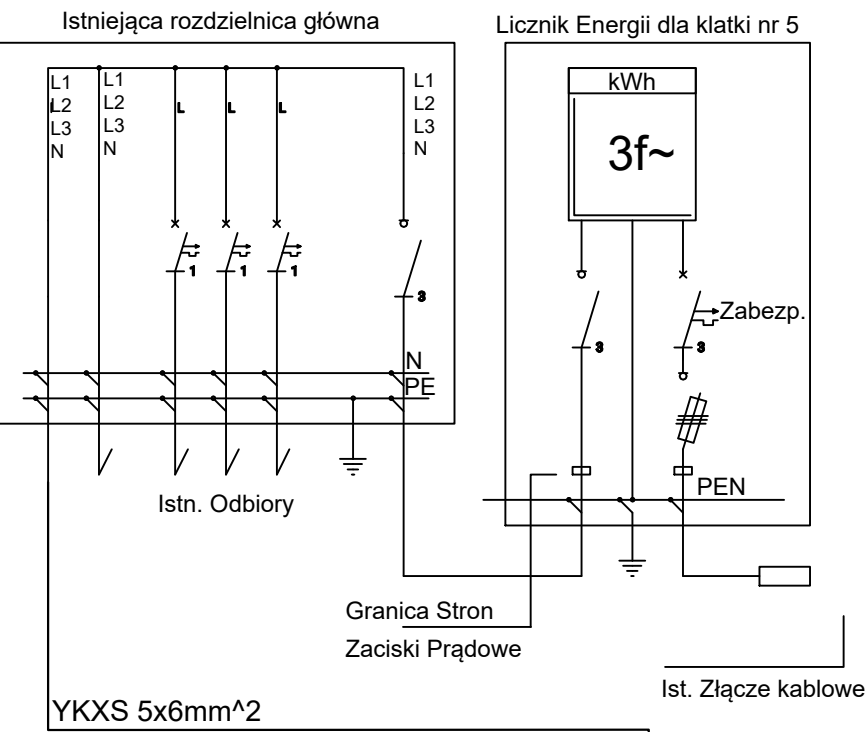 Istniejąca rozdzielnica główna
Licznik Energii dla klatki nr 5
L1
L2
L3
N
L1
L2
L3
N
L
L
L
L1
L2
L3
N
kWh
3f~
1
1
1
3
3
3
Zabezp.
N
PE
PEN
Istn. Odbiory
Granica Stron
Zaciski Prądowe
Ist. Złącze kablowe
YKXS 5x6mm^2